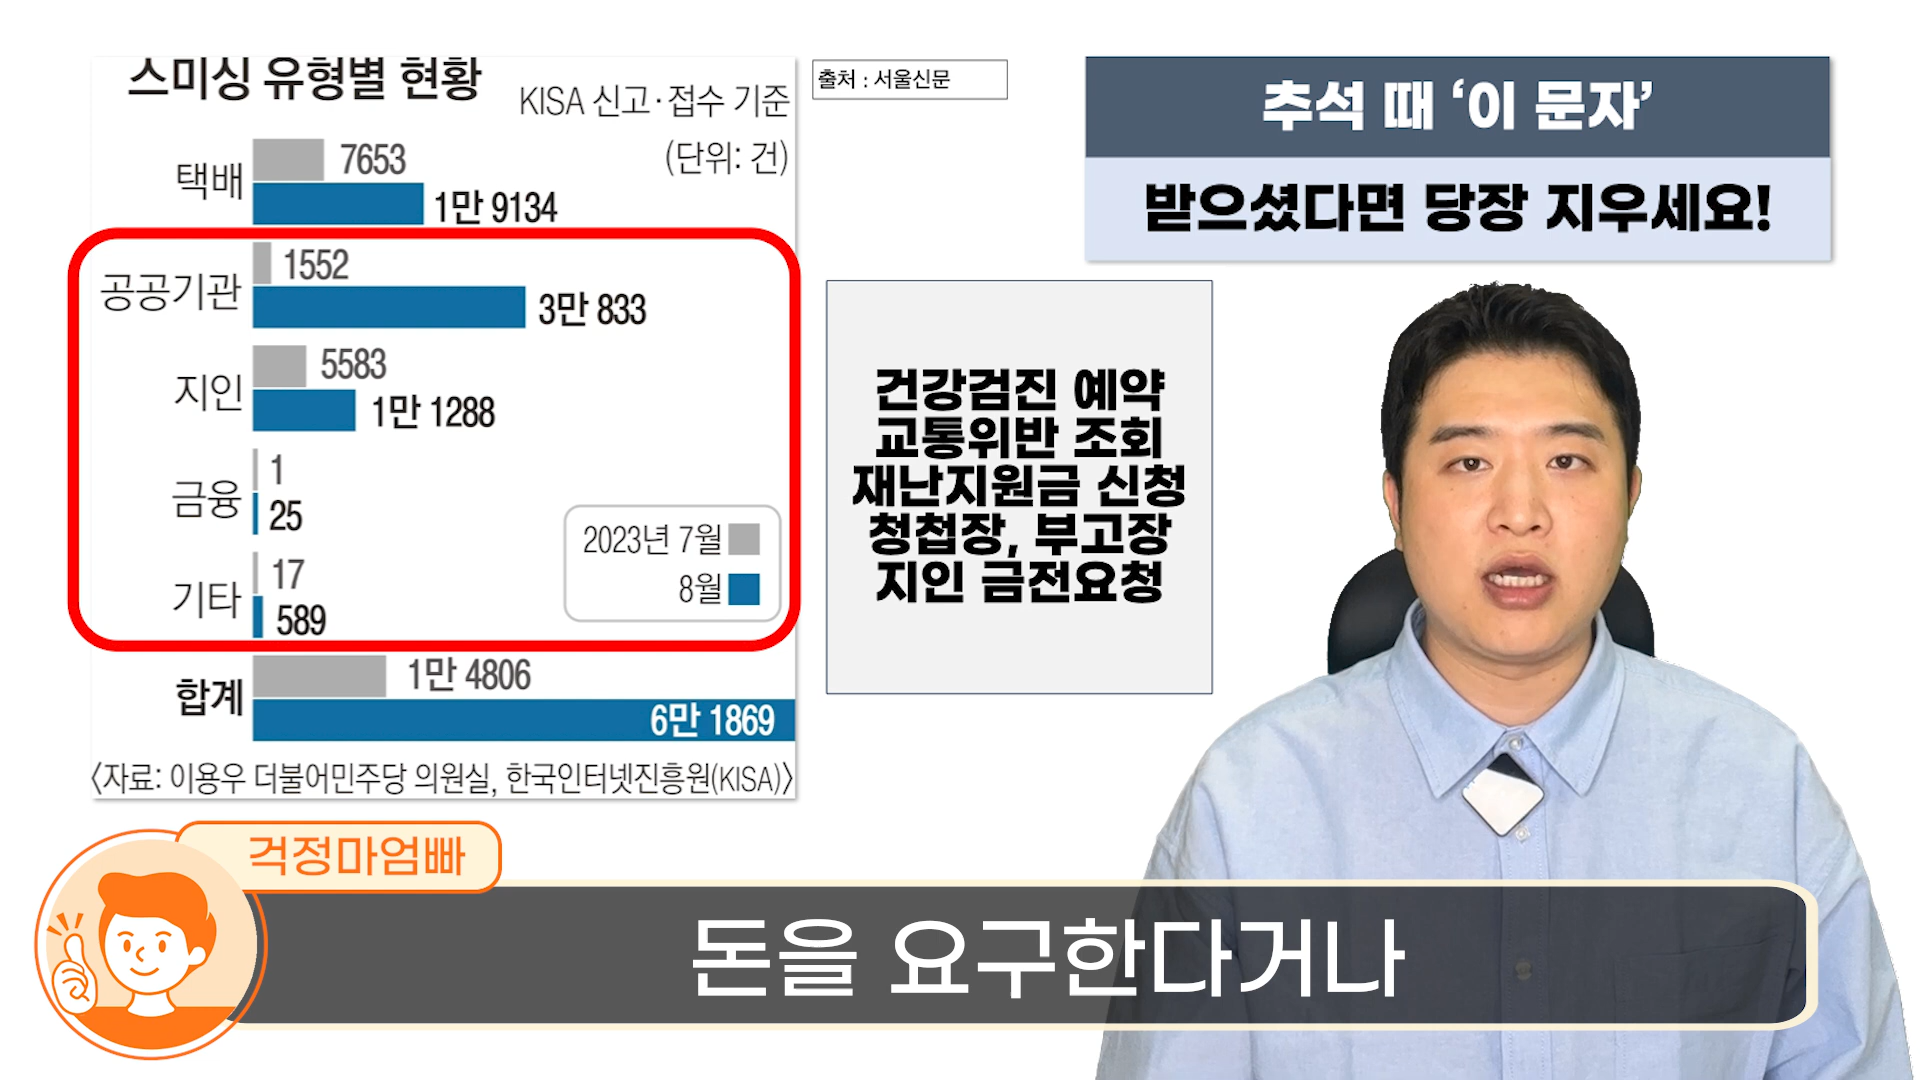 스미싱 유형별 현황
KISA 신고·접수 기준
(단위: 건)
택배
7653
1만 9134
공공기관
1552
3만 833
지인
5583
1만 1288
금융
1
25
기타
17
589
2023년 7월
8월
합계
1만 4806
6만 1869
〈자료: 이용우 더불어민주당 의원실, 한국인터넷진흥원(KISA)〉
출처 : 서울신문
추석 때 ‘이 문자’
받으셨다면 당장 지우세요!
건강검진 예약
교통위반 조회
재난지원금 신청
청첩장, 부고장
지인 금전요청
걱정마엄빠
돈을 요구한다거나